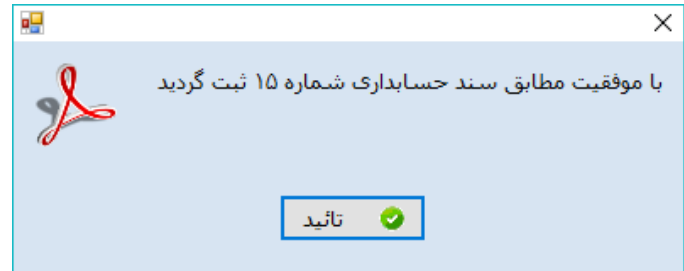 با موفقیت مطابق سند حسابداری شماره ۱۵ ثبت گردید
تائید